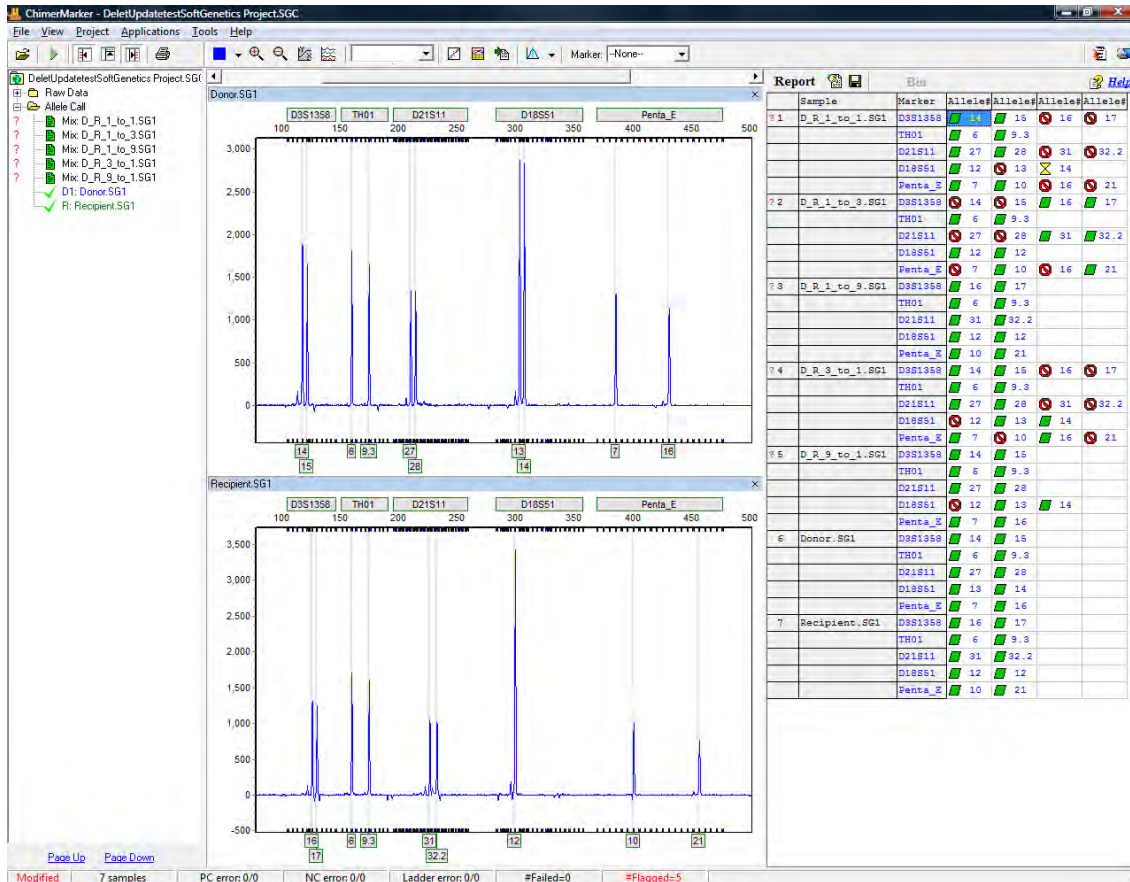 ChimerMarker - DeletUpdatetestSoftGenetics Project.SGC
File View Project Applications Tools Help
Marker: --None--
DeletUpdatetestSoftGenetics Project.SG
Raw Data
Allele Call
? Mix: D_R_1_to_1.SG1
? Mix: D_R_1_to_3.SG1
? Mix: D_R_1_to_9.SG1
? Mix: D_R_3_to_1.SG1
? Mix: D_R_9_to_1.SG1
D1: Donor.SG1
R: Recipient.SG1
Page Up Page Down
Donor.SG1
D3S1358 TH01 D21S11 D18S51 Penta_E
100 150 200 250 300 350 400 450 500
3,000
2,500
2,000
1,500
1,000
500
0
14 6 9.3 27 13 7 16
15 28 14
Recipient.SG1
D3S1358 TH01 D21S11 D18S51 Penta_E
100 150 200 250 300 350 400 450 500
3,500
3,000
2,500
2,000
1,500
1,000
500
0
-500
16 6 9.3 31 12 10 21
17 32.2
Report Bin Help
Sample Marker Allele# Allele# Allele# Allele#
? 1 D_R_1_to_1.SG1 D3S1358 14 15 16 17
TH01 6 9.3
D21S11 27 28 31 32.2
D18S51 12 13 14
Penta_E 7 10 16 21
? 2 D_R_1_to_3.SG1 D3S1358 14 15 16 17
TH01 6 9.3
D21S11 27 28 31 32.2
D18S51 12 12
Penta_E 7 10 16 21
? 3 D_R_1_to_9.SG1 D3S1358 16 17
TH01 6 9.3
D21S11 31 32.2
D18S51 12 12
Penta_E 10 21
? 4 D_R_3_to_1.SG1 D3S1358 14 15 16 17
TH01 6 9.3
D21S11 27 28 31 32.2
D18S51 12 13 14
Penta_E 7 10 16 21
? 5 D_R_9_to_1.SG1 D3S1358 14 15
TH01 6 9.3
D21S11 27 28
D18S51 12 13 14
Penta_E 7 16
6 Donor.SG1 D3S1358 14 15
TH01 6 9.3
D21S11 27 28
D18S51 13 14
Penta_E 7 16
7 Recipient.SG1 D3S1358 16 17
TH01 6 9.3
D21S11 31 32.2
D18S51 12 12
Penta_E 10 21
Modified 7 samples PC error: 0/0 NC error: 0/0 Ladder error: 0/0 #Failed=0 #Flagged=5